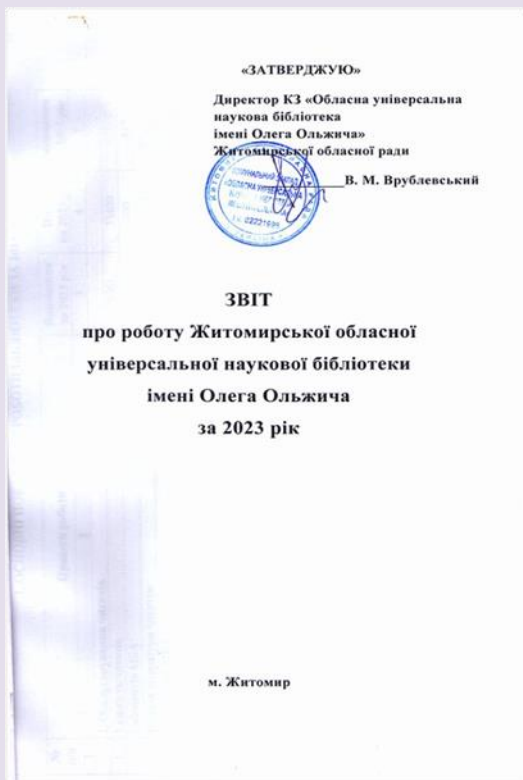 «ЗАТВЕРДЖУЮ»
Директор КЗ «Обласна універсальна
наукова бібліотека
імені Олега Ольжича»
Житомирської обласної ради
В. М. Врублевський
ЗВІТ
про роботу Житомирської обласної
універсальної наукової бібліотеки
імені Олега Ольжича
за 2023 рік
м. Житомир